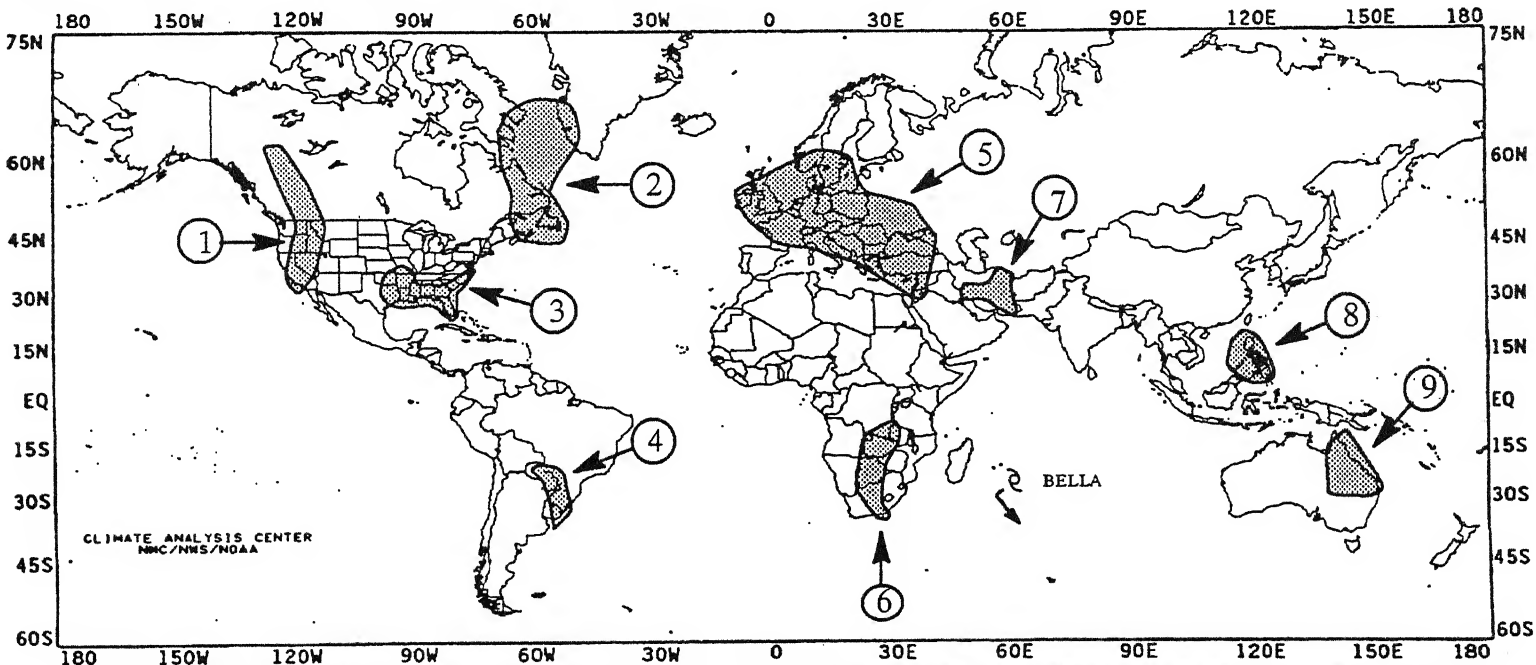 180 150W 120W 90W 60W 30W 0 30E 60E 90E 120E 150E 180
75N 75N
60N 60N
45N 45N
30N 30N
15N 15N
EQ EQ
15S 15S
30S 30S
45S 45S
60S 60S
1
2
3
4
5
6
7
8
9
BELLA
CLIMATE ANALYSIS CENTER
NMC/NWS/NOAA
180 150W 120W 90W 60W 30W 0 30E 60E 90E 120E 150E 180